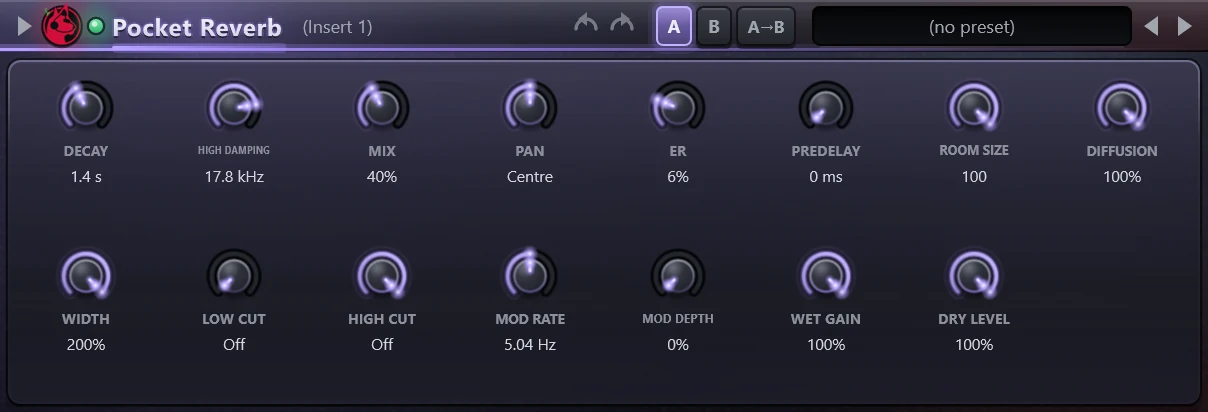 Pocket Reverb (Insert 1) A B A→B (no preset)
DECAY HIGH DAMPING MIX PAN ER PREDELAY ROOM SIZE DIFFUSION
1.4 s 17.8 kHz 40% Centre 6% 0 ms 100 100%
WIDTH LOW CUT HIGH CUT MOD RATE MOD DEPTH WET GAIN DRY LEVEL
200% Off Off 5.04 Hz 0% 100% 100%